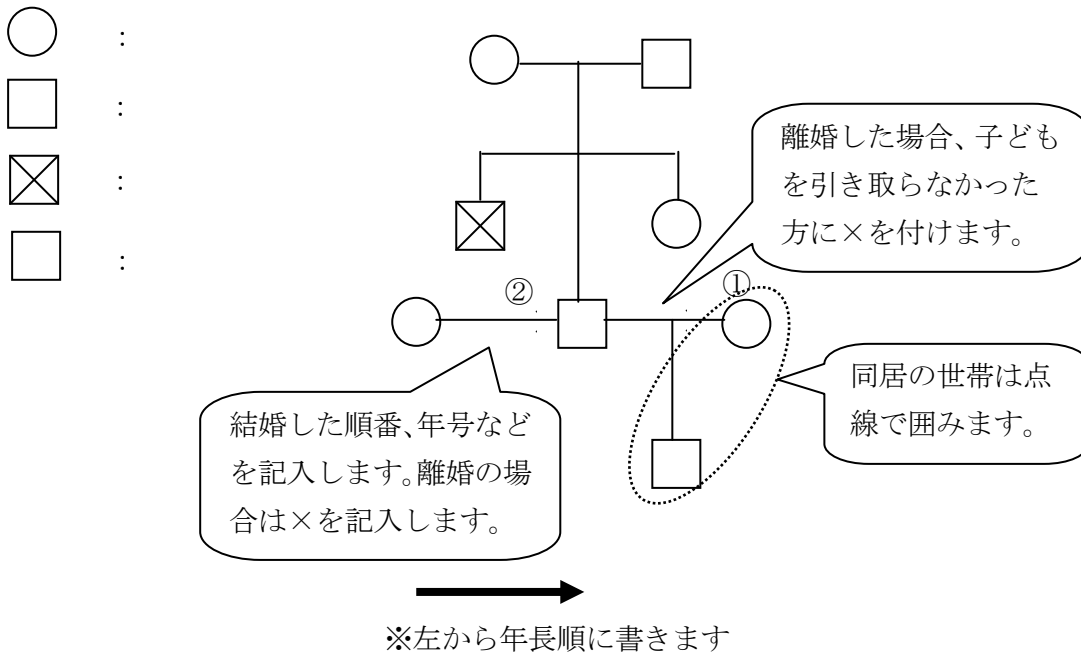 :
:
:
:
離婚した場合、子ども
を引き取らなかった
方に×を付けます。
②
①
同居の世帯は点
線で囲みます。
結婚した順番、年号など
を記入します。離婚の場
合は×を記入します。
※左から年長順に書きます